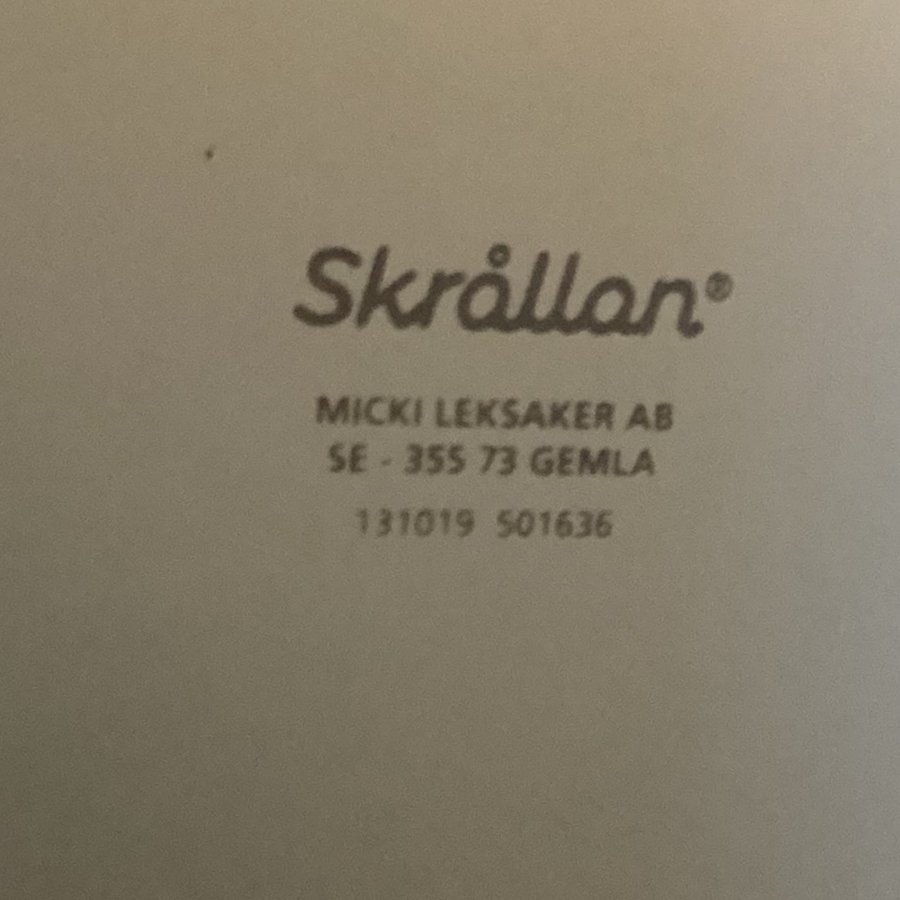 Skrållan®
MICKI LEKSAKER AB
SE - 355 73 GEMLA
131019 501636